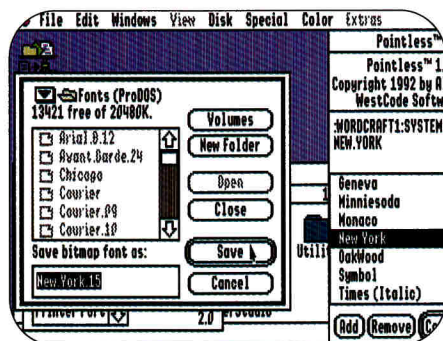 File Edit Windows View Disk Special Color Extras
Pointless™
Pointless™ 1.
Copyright 1992 by
WestCode Softw
:WORDCRAFT1:SYSTEM
NEW.YORK
Fonts (ProDOS)
13421 free of 20480K.
Arial.B.12
Avant.Garde.24
Chicago
Courier
Courier.09
Courier.10
Volumes
New Folder
Open
Close
Save
Cancel
Save bitmap font as:
New York.15
Geneva
Minniesoda
Monaco
New York
OakWood
Symbol
Times (Italic)
Utili
Printer Port
2.0
Add Remove